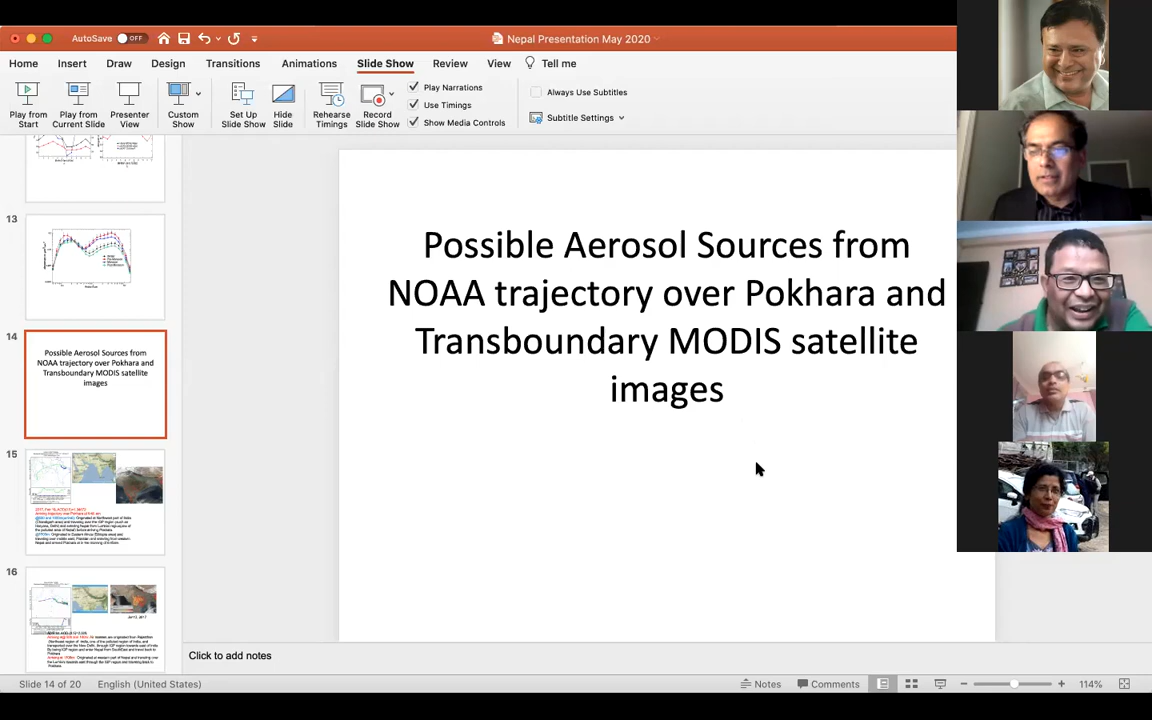 AutoSave OFF
Nepal Presentation May 2020
Home Insert Draw Design Transitions Animations Slide Show Review View Tell me
Play from Start
Play from Current Slide
Presenter View
Custom Show
Set Up Slide Show
Hide Slide
Rehearse Timings
Record Slide Show
Play Narrations
Use Timings
Show Media Controls
Always Use Subtitles
Subtitle Settings
13
14
Possible Aerosol Sources from
NOAA trajectory over Pokhara and
Transboundary MODIS satellite
images
15
16
Possible Aerosol Sources from
NOAA trajectory over Pokhara and
Transboundary MODIS satellite
images
Click to add notes
Slide 14 of 20 English (United States) Notes Comments 114%